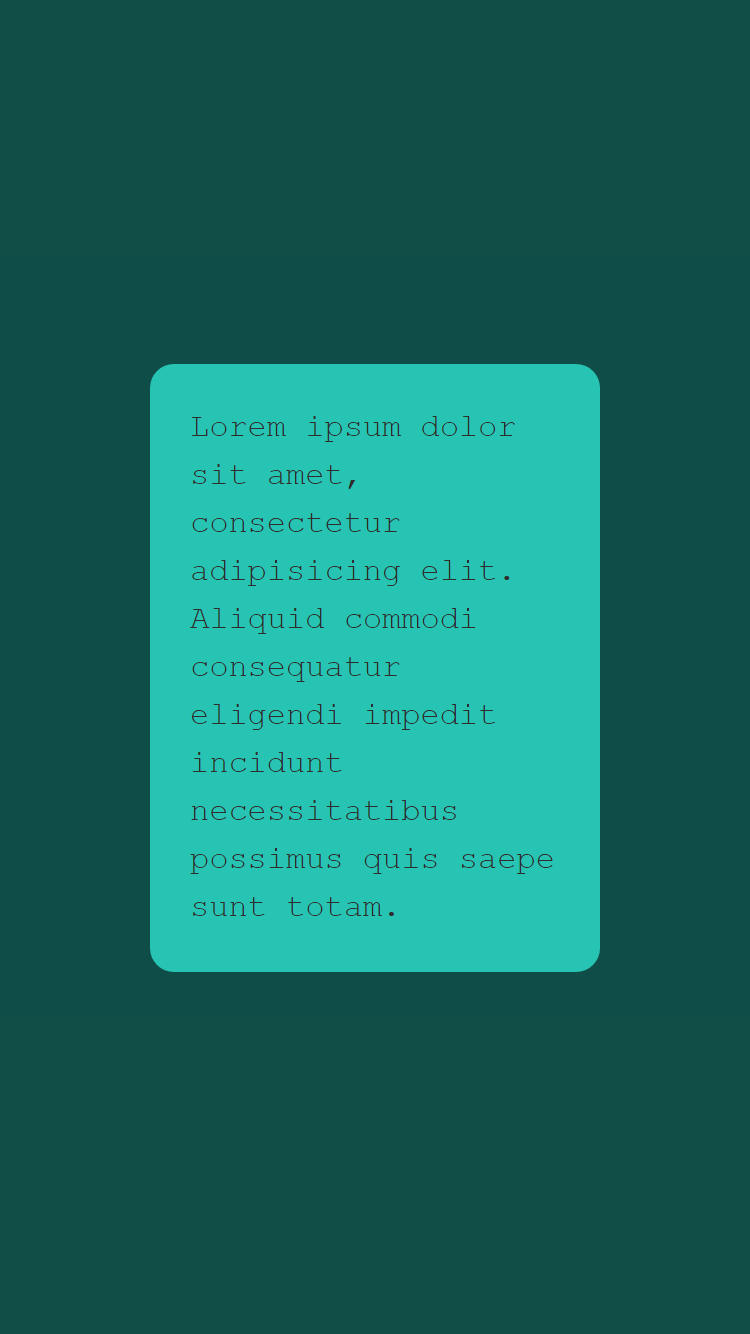 Lorem ipsum dolor
sit amet,
consectetur
adipisicing elit.
Aliquid commodi
consequatur
eligendi impedit
incidunt
necessitatibus
possimus quis saepe
sunt totam.